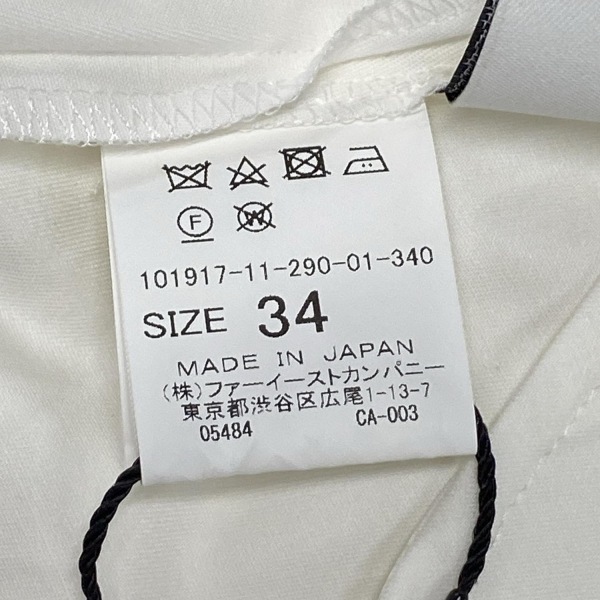 F
W
101917-11-290-01-340
SIZE 34
MADE IN JAPAN
(株)ファーイーストカンパニー
東京都渋谷区広尾1-13-7
05484 CA-003